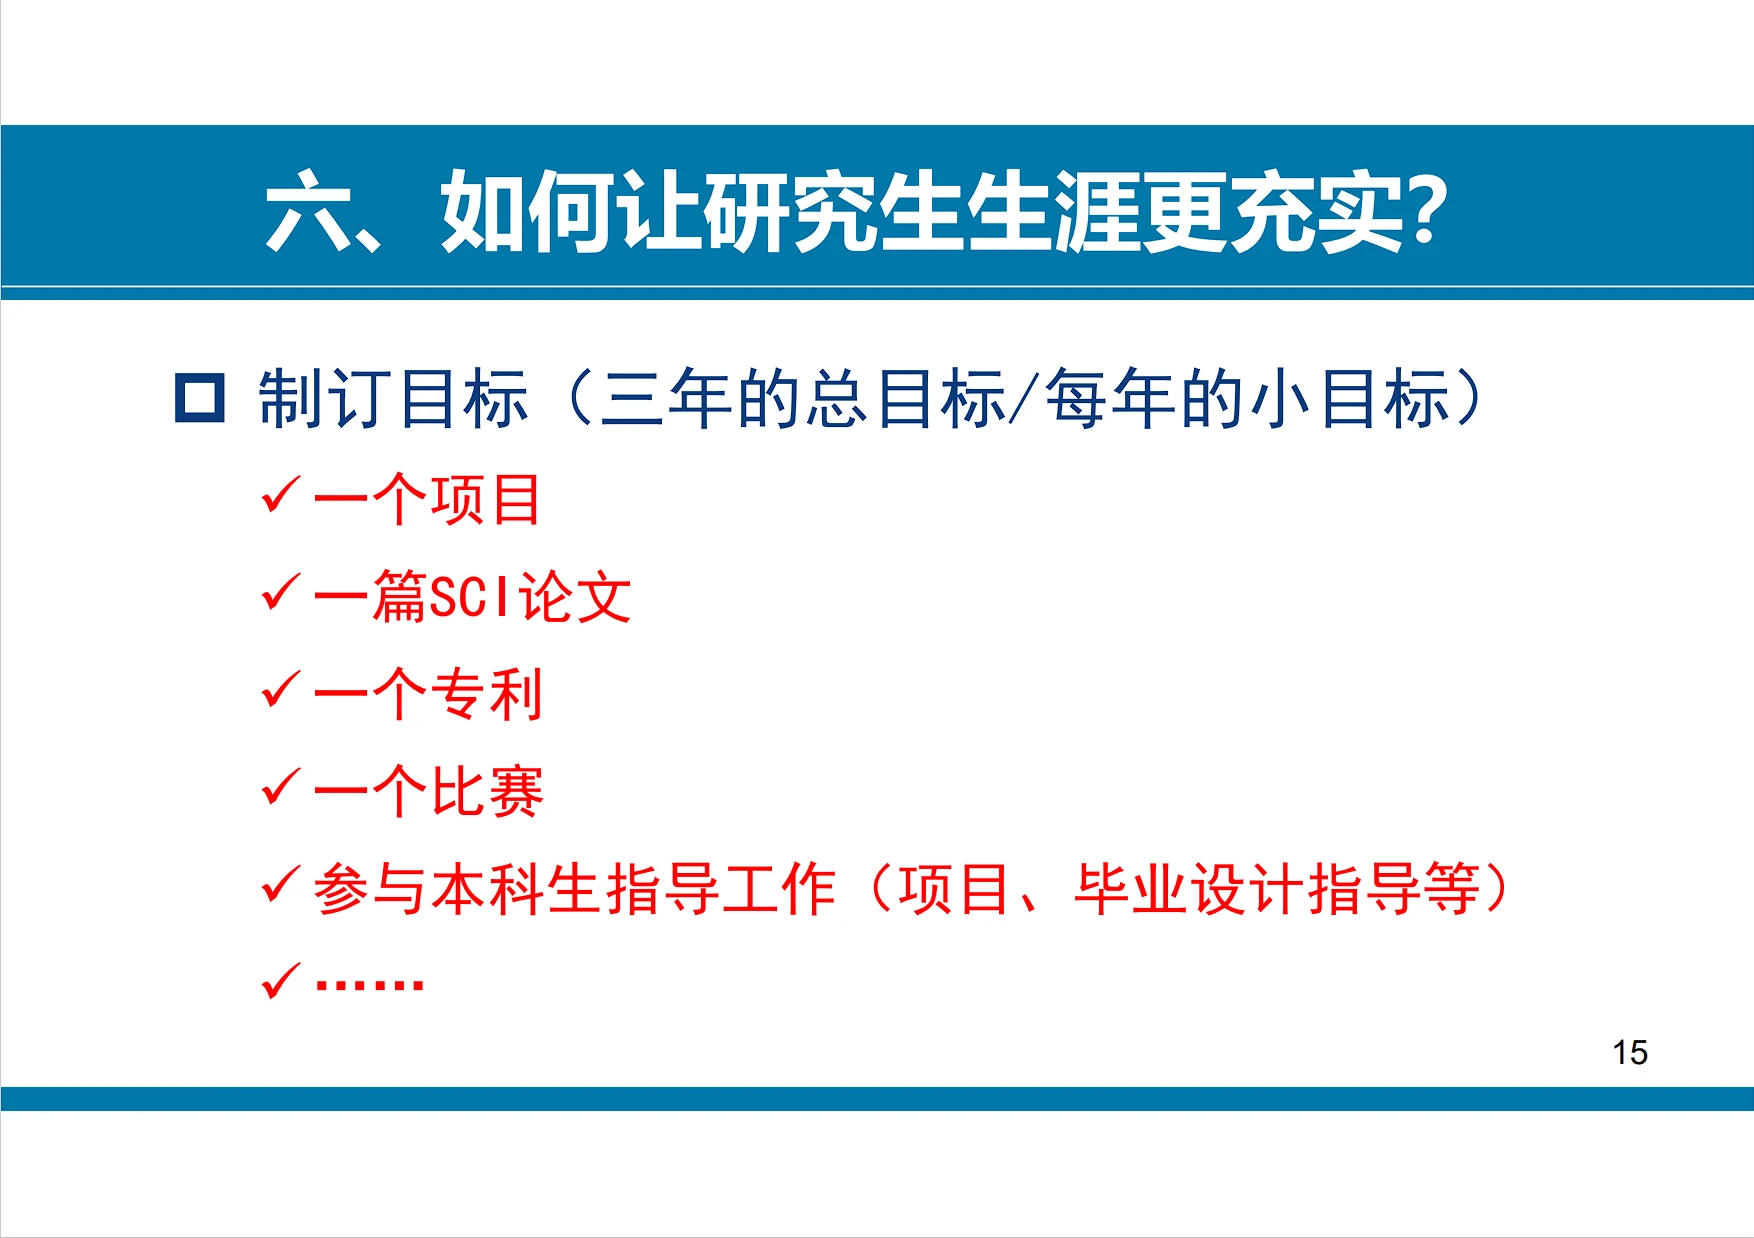 六、如何让研究生生涯更充实?
制订目标（三年的总目标/每年的小目标）
✓一个项目
✓一篇SCI论文
✓一个专利
✓一个比赛
✓参与本科生指导工作（项目、毕业设计指导等）
✓……
15